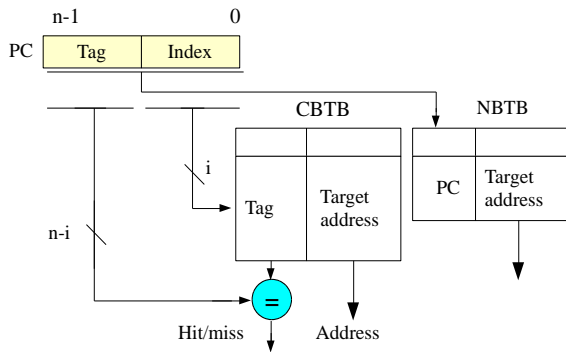 n-1 0
PC Tag Index
CBTB NBTB
i
PC Target address
Tag Target address
n-i
=
Hit/miss Address